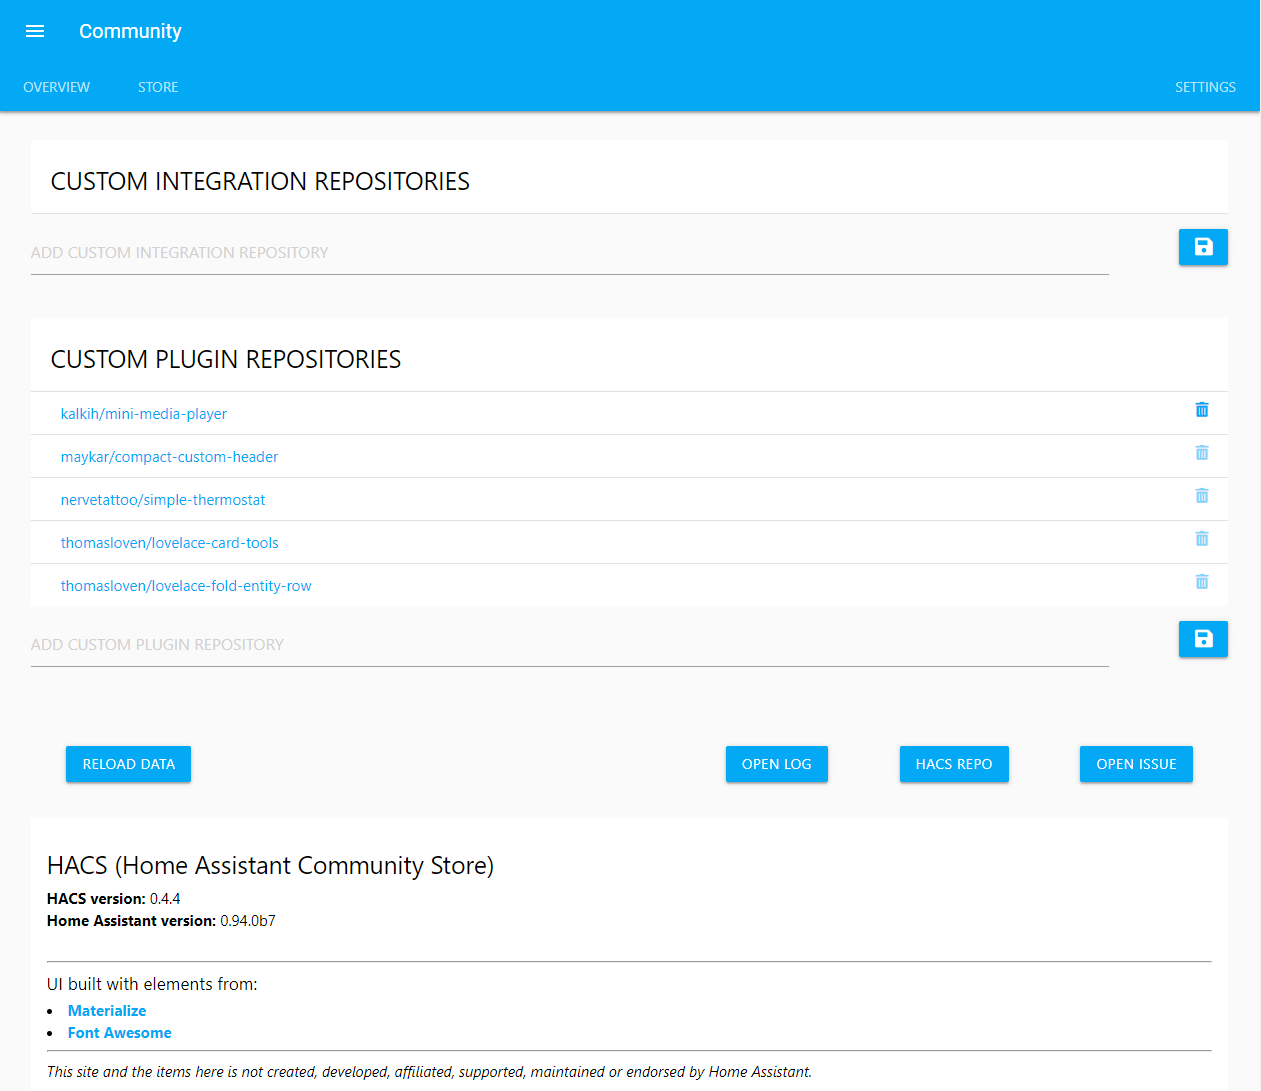 Community
OVERVIEW STORE SETTINGS
CUSTOM INTEGRATION REPOSITORIES
ADD CUSTOM INTEGRATION REPOSITORY
CUSTOM PLUGIN REPOSITORIES
kalkih/mini-media-player
maykar/compact-custom-header
nervetattoo/simple-thermostat
thomasloven/lovelace-card-tools
thomasloven/lovelace-fold-entity-row
ADD CUSTOM PLUGIN REPOSITORY
RELOAD DATA OPEN LOG HACS REPO OPEN ISSUE
HACS (Home Assistant Community Store)
HACS version: 0.4.4
Home Assistant version: 0.94.0b7
UI built with elements from:
• Materialize
• Font Awesome
This site and the items here is not created, developed, affiliated, supported, maintained or endorsed by Home Assistant.